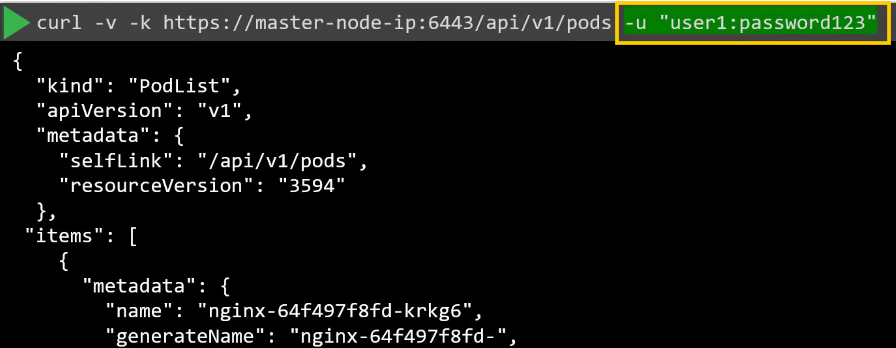 curl -v -k https://master-node-ip:6443/api/v1/pods -u "user1:password123"
{
"kind": "PodList",
"apiVersion": "v1",
"metadata": {
"selfLink": "/api/v1/pods",
"resourceVersion": "3594"
},
"items": [
{
"metadata": {
"name": "nginx-64f497f8fd-krkg6",
"generateName": "nginx-64f497f8fd-",